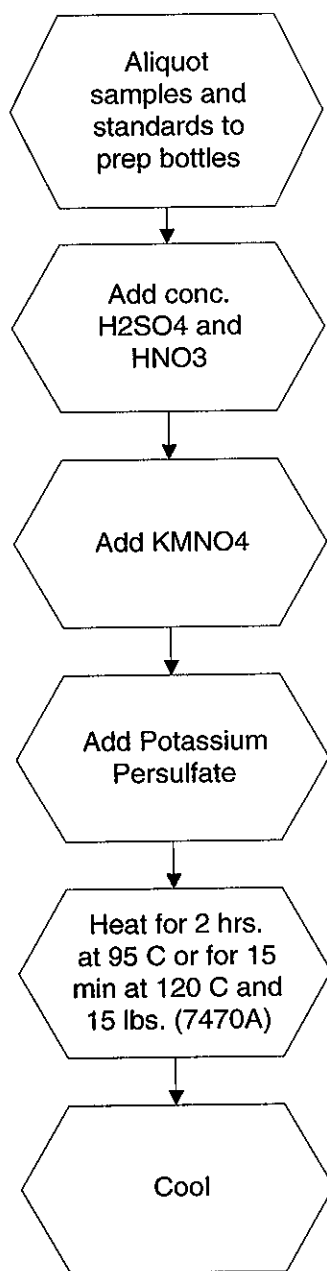 Aliquot
samples and
standards to
prep bottles
Add conc.
H2SO4 and
HNO3
Add KMNO4
Add Potassium
Persulfate
Heat for 2 hrs.
at 95 C or for 15
min at 120 C and
15 lbs. (7470A)
Cool